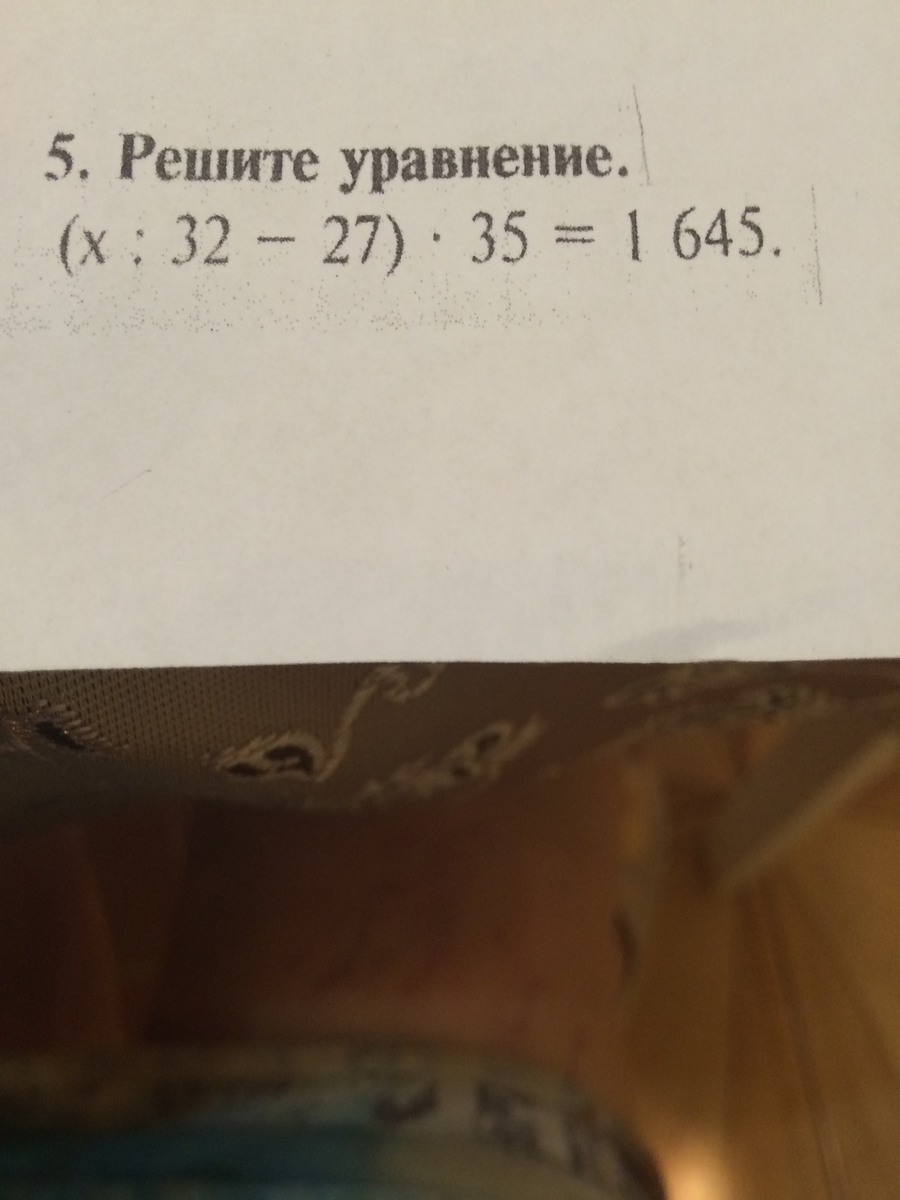 5. Решите уравнение.
(x : 32 − 27) · 35 = 1 645.